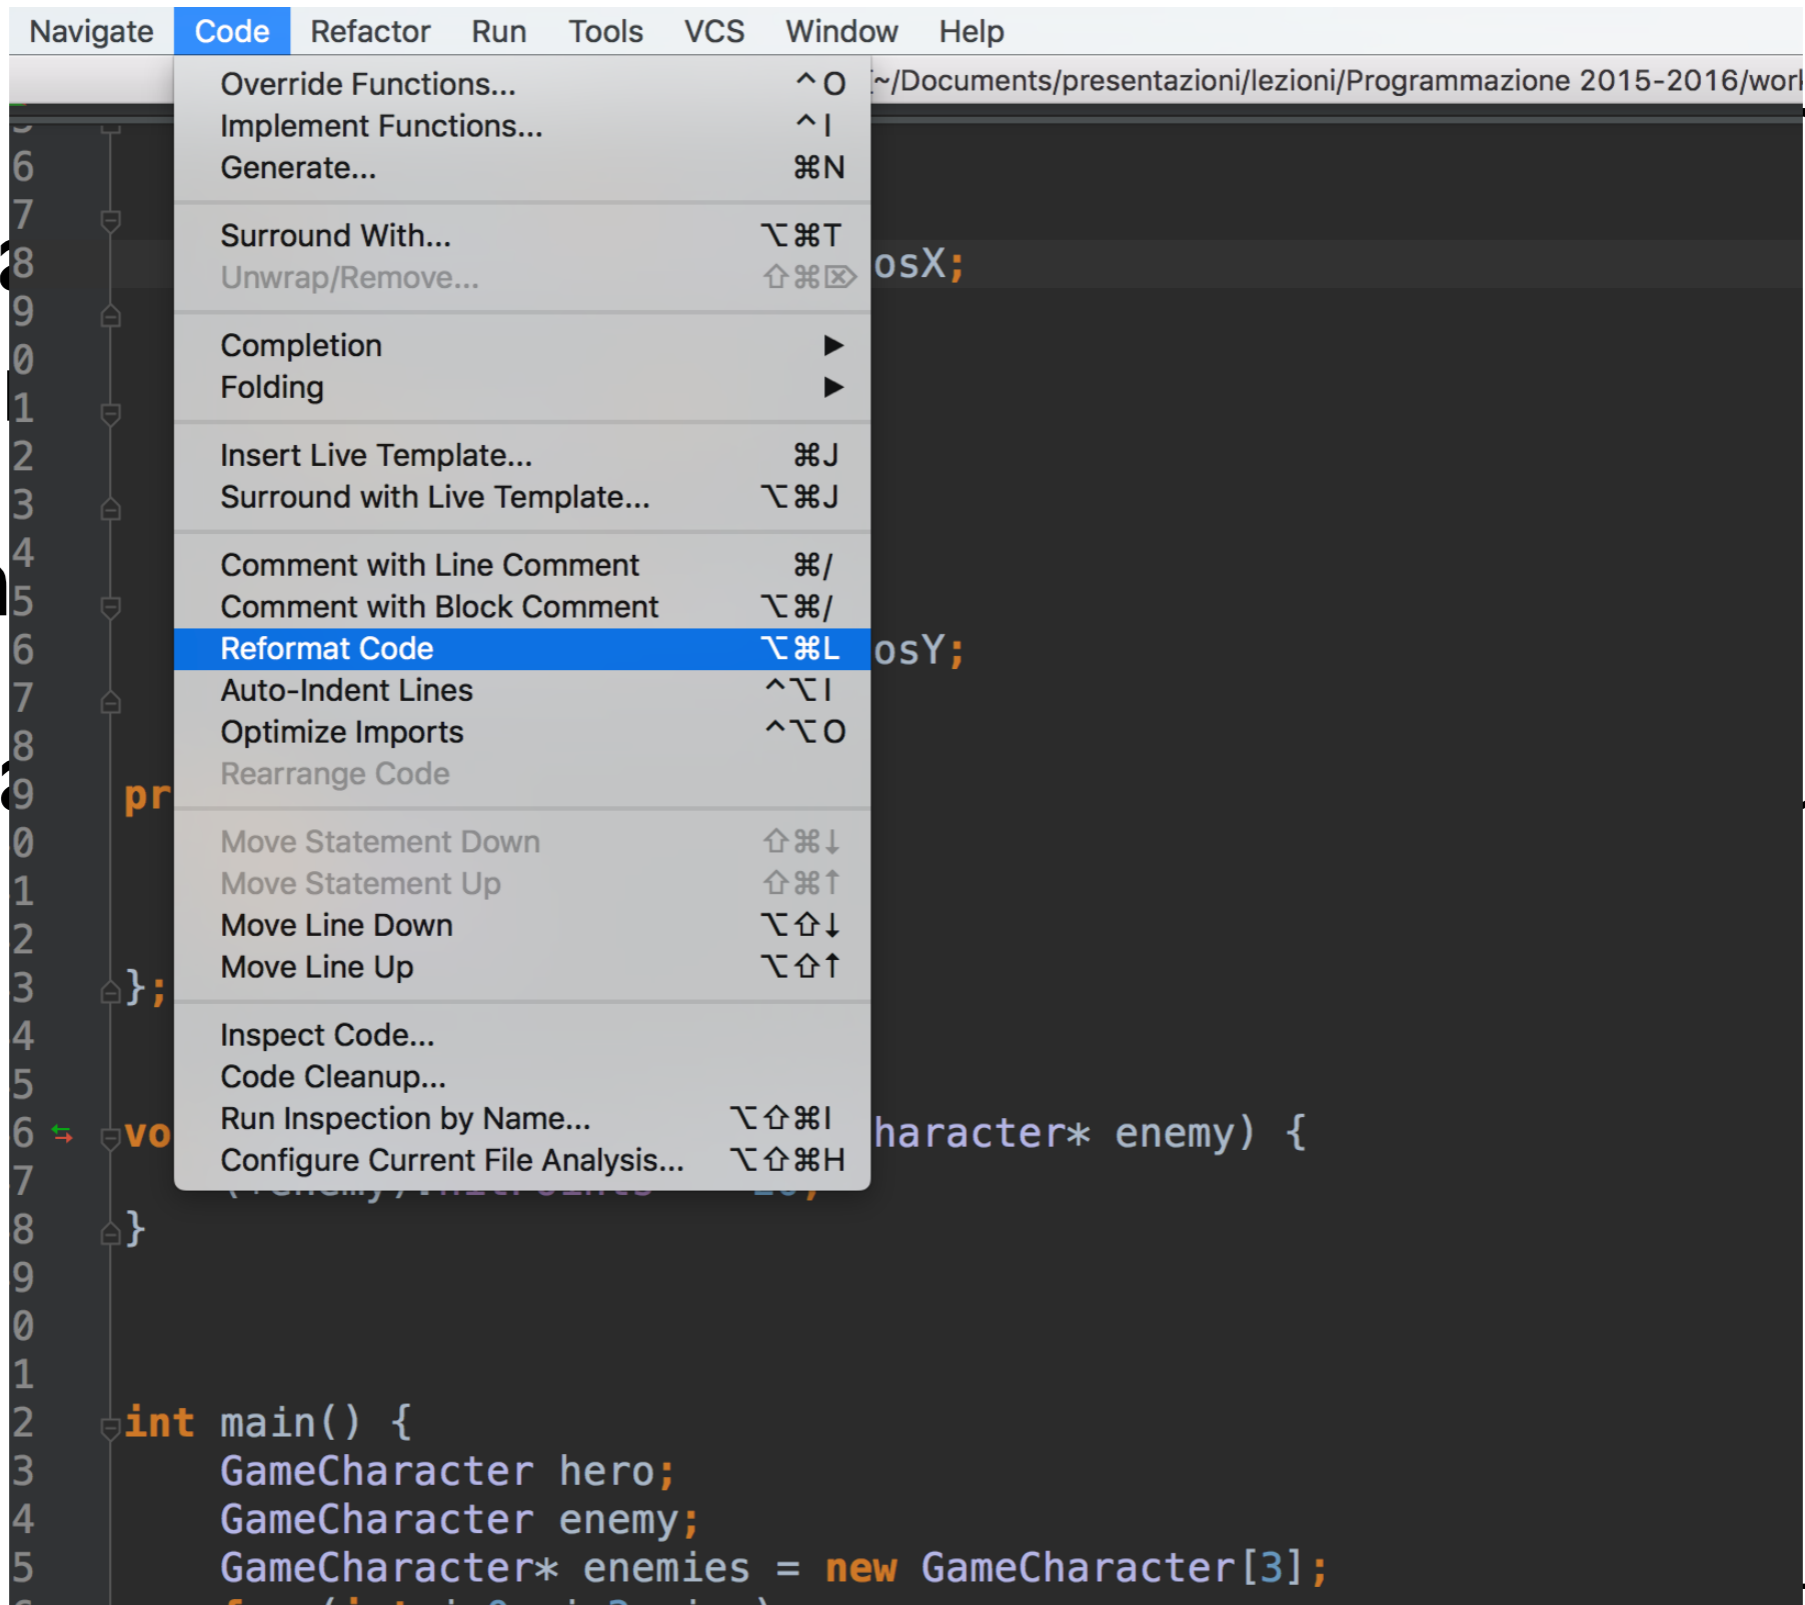 Navigate Code Refactor Run Tools VCS Window Help
~/Documents/presentazioni/lezioni/Programmazione 2015-2016/work
Override Functions... ^O
Implement Functions... ^I
Generate... ⌘N
Surround With... ⌥⌘T
Unwrap/Remove... ⇧⌘⌦
Completion ▶
Folding ▶
Insert Live Template... ⌘J
Surround with Live Template... ⌥⌘J
Comment with Line Comment ⌘/
Comment with Block Comment ⌥⌘/
Reformat Code ⌥⌘L
Auto-Indent Lines ^⌥I
Optimize Imports ^⌥O
Rearrange Code
Move Statement Down ⇧⌘↓
Move Statement Up ⇧⌘↑
Move Line Down ⌥⇧↓
Move Line Up ⌥⇧↑
Inspect Code...
Code Cleanup...
Run Inspection by Name... ⌥⇧⌘I
Configure Current File Analysis... ⌥⇧⌘H
6
7
8 osX;
9
0
1
2
3
4
5
6 osY;
7
8
9 pr
0
1
2
3 };
4
5
6 vo haracter* enemy) {
7
8 }
9
0
1
2 int main() {
3 GameCharacter hero;
4 GameCharacter enemy;
5 GameCharacter* enemies = new GameCharacter[3];